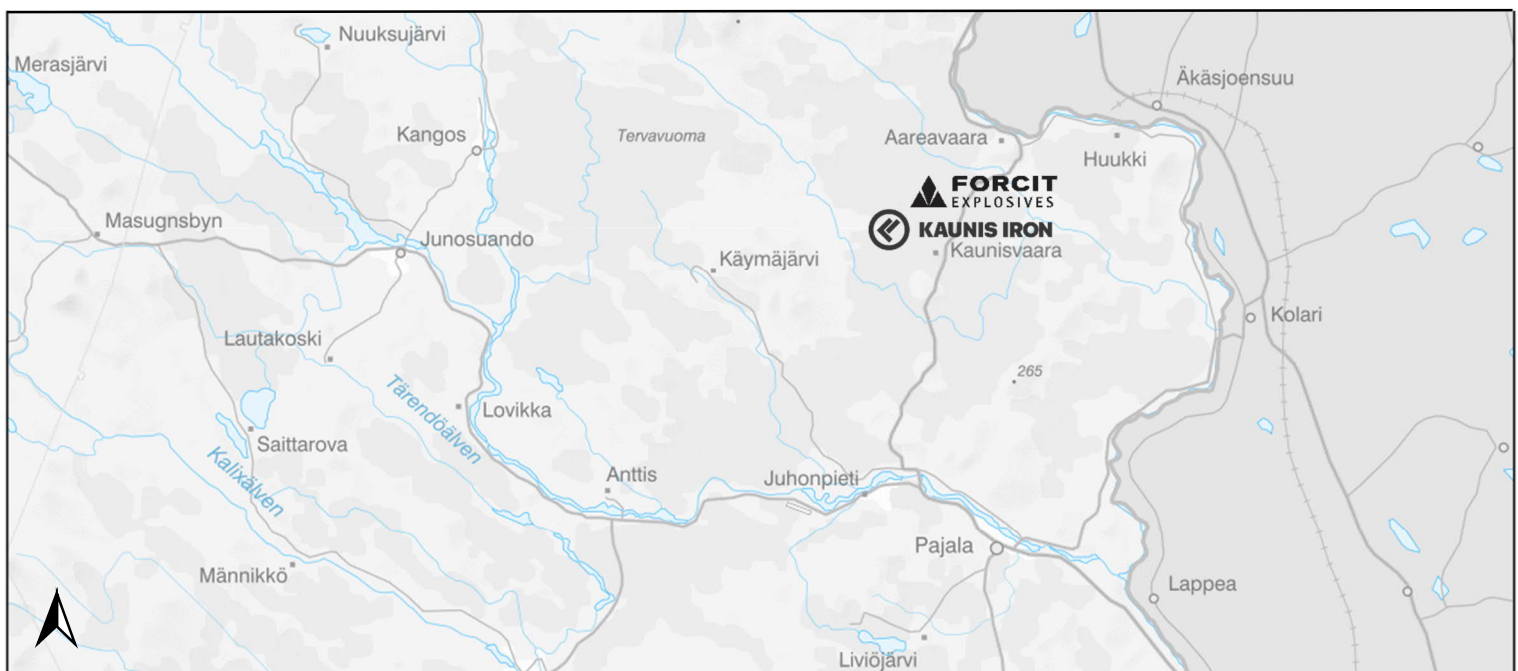 Nuuksujärvi
Merasjärvi
Äkäsjoensuu
Kangos
Tervavuoma
Aareavaara
Huukki
FORCIT
EXPLOSIVES
Masugnsbyn
KAUNIS IRON
Junosuando
Kaunisvaara
Käymäjärvi
Kolari
Lautakoski
265
Tärendöälven
Lovikka
Saittarova
Kalixälven
Anttis
Juhonpieti
Pajala
Männikkö
Lappea
Liviöjärvi